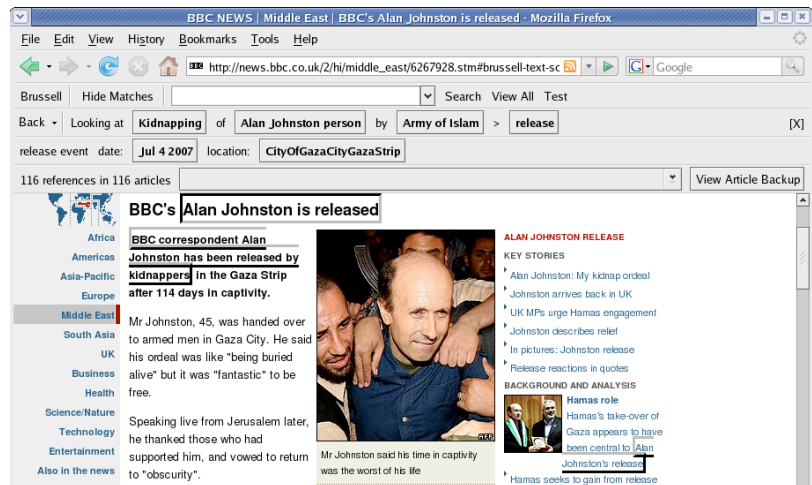 BBC NEWS | Middle East | BBC's Alan Johnston is released - Mozilla Firefox
File Edit View History Bookmarks Tools Help
BBC http://news.bbc.co.uk/2/hi/middle_east/6267928.stm#brussell-text-sc G Google
Brussell Hide Matches Search View All Test
Back Looking at Kidnapping of Alan Johnston person by Army of Islam > release [X]
release event date: Jul 4 2007 location: CityOfGazaCityGazaStrip
116 references in 116 articles View Article Backup
BBC's Alan Johnston is released
Africa
Americas
Asia-Pacific
Europe
Middle East
South Asia
UK
Business
Health
Science/Nature
Technology
Entertainment
Also in the news
BBC correspondent Alan
Johnston has been released by
kidnappers in the Gaza Strip
after 114 days in captivity.
Mr Johnston, 45, was handed over
to armed men in Gaza City. He said
his ordeal was like "being buried
alive" but it was "fantastic" to be
free.
Speaking live from Jerusalem later,
he thanked those who had
supported him, and vowed to return
to "obscurity".
AFP
Mr Johnston said his time in captivity
was the worst of his life
ALAN JOHNSTON RELEASE
KEY STORIES
Alan Johnston: My kidnap ordeal
Johnston arrives back in UK
UK MPs urge Hamas engagement
Johnston describes relief
In pictures: Johnston release
Release reactions in quotes
BACKGROUND AND ANALYSIS
Hamas role
Hamas's take-over of
Gaza appears to have
been central to Alan
Johnston's release
Hamas seeks to gain from release